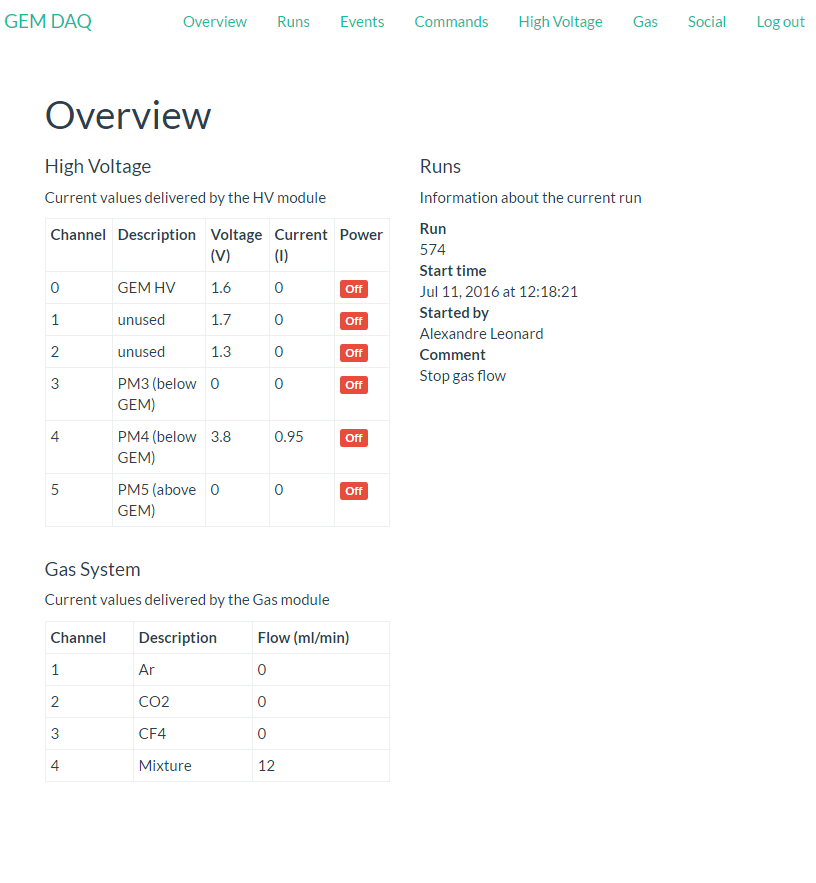 GEM DAQ Overview Runs Events Commands High Voltage Gas Social Log out
Overview
High Voltage
Current values delivered by the HV module
Channel Description Voltage (V) Current (I) Power
0 GEM HV 1.6 0 Off
1 unused 1.7 0 Off
2 unused 1.3 0 Off
3 PM3 (below GEM) 0 0 Off
4 PM4 (below GEM) 3.8 0.95 Off
5 PM5 (above GEM) 0 0 Off
Gas System
Current values delivered by the Gas module
Channel Description Flow (ml/min)
1 Ar 0
2 CO2 0
3 CF4 0
4 Mixture 12
Runs
Information about the current run
Run
574
Start time
Jul 11, 2016 at 12:18:21
Started by
Alexandre Leonard
Comment
Stop gas flow